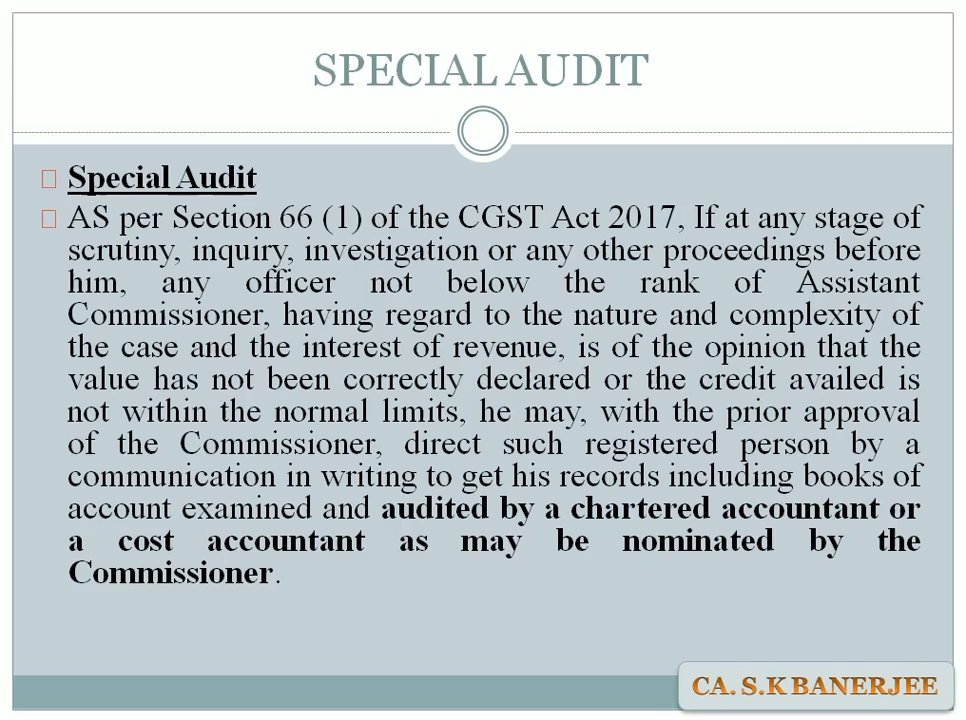 SPECIAL AUDIT
Special Audit
AS per Section 66 (1) of the CGST Act 2017, If at any stage of
scrutiny, inquiry, investigation or any other proceedings before
him, any officer not below the rank of Assistant
Commissioner, having regard to the nature and complexity of
the case and the interest of revenue, is of the opinion that the
value has not been correctly declared or the credit availed is
not within the normal limits, he may, with the prior approval
of the Commissioner, direct such registered person by a
communication in writing to get his records including books of
account examined and audited by a chartered accountant or
a cost accountant as may be nominated by the
Commissioner.
CA. S.K BANERJEE